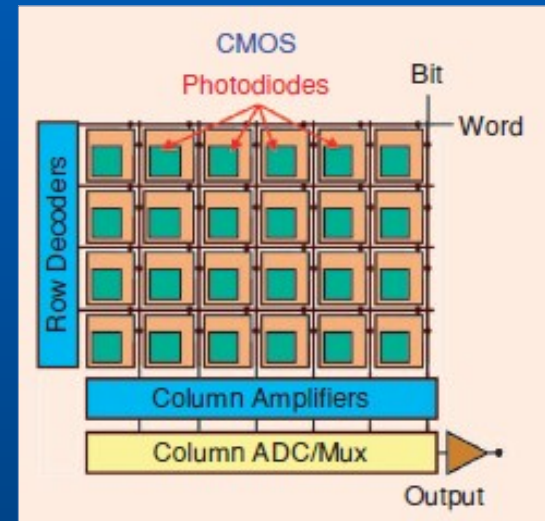 CMOS
Photodiodes
Bit
Word
Row Decoders
Column Amplifiers
Column ADC/Mux
Output